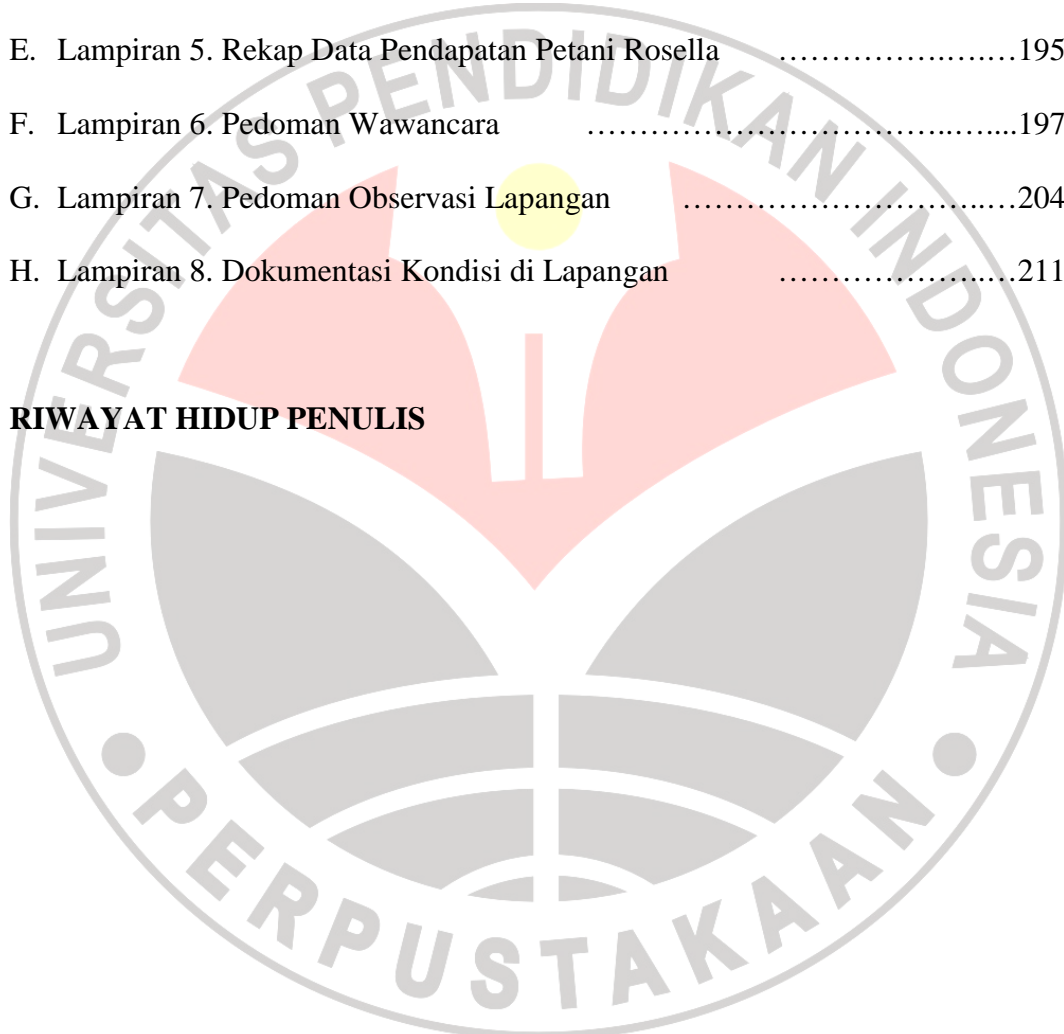 E. Lampiran 5. Rekap Data Pendapatan Petani Rosella …………….….…195
F. Lampiran 6. Pedoman Wawancara ……………………………..…....197
G. Lampiran 7. Pedoman Observasi Lapangan ……………………….…204
H. Lampiran 8. Dokumentasi Kondisi di Lapangan ………………..….…211
RIWAYAT HIDUP PENULIS
UNIVERSITAS PENDIDIKAN INDONESIA
PERPUSTAKAAN